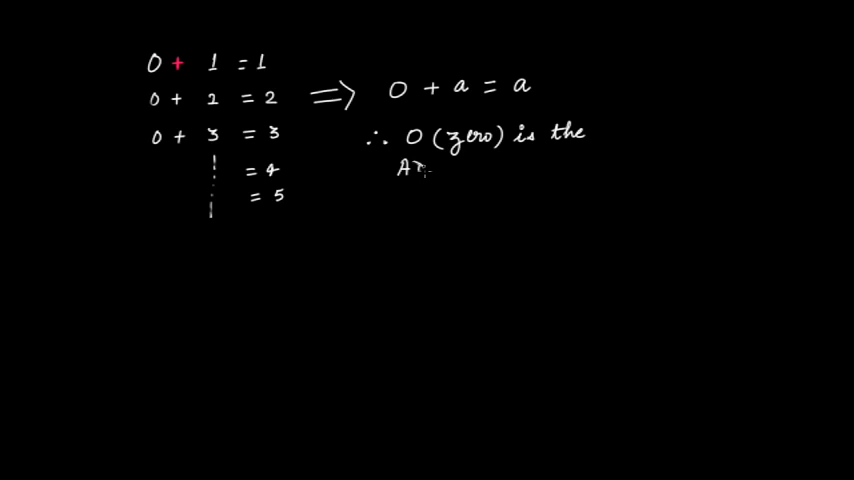 0 + 1 = 1
0 + 2 = 2
0 + 3 = 3
= 4
= 5
⇒ 0 + a = a
∴ 0 (zero) is the